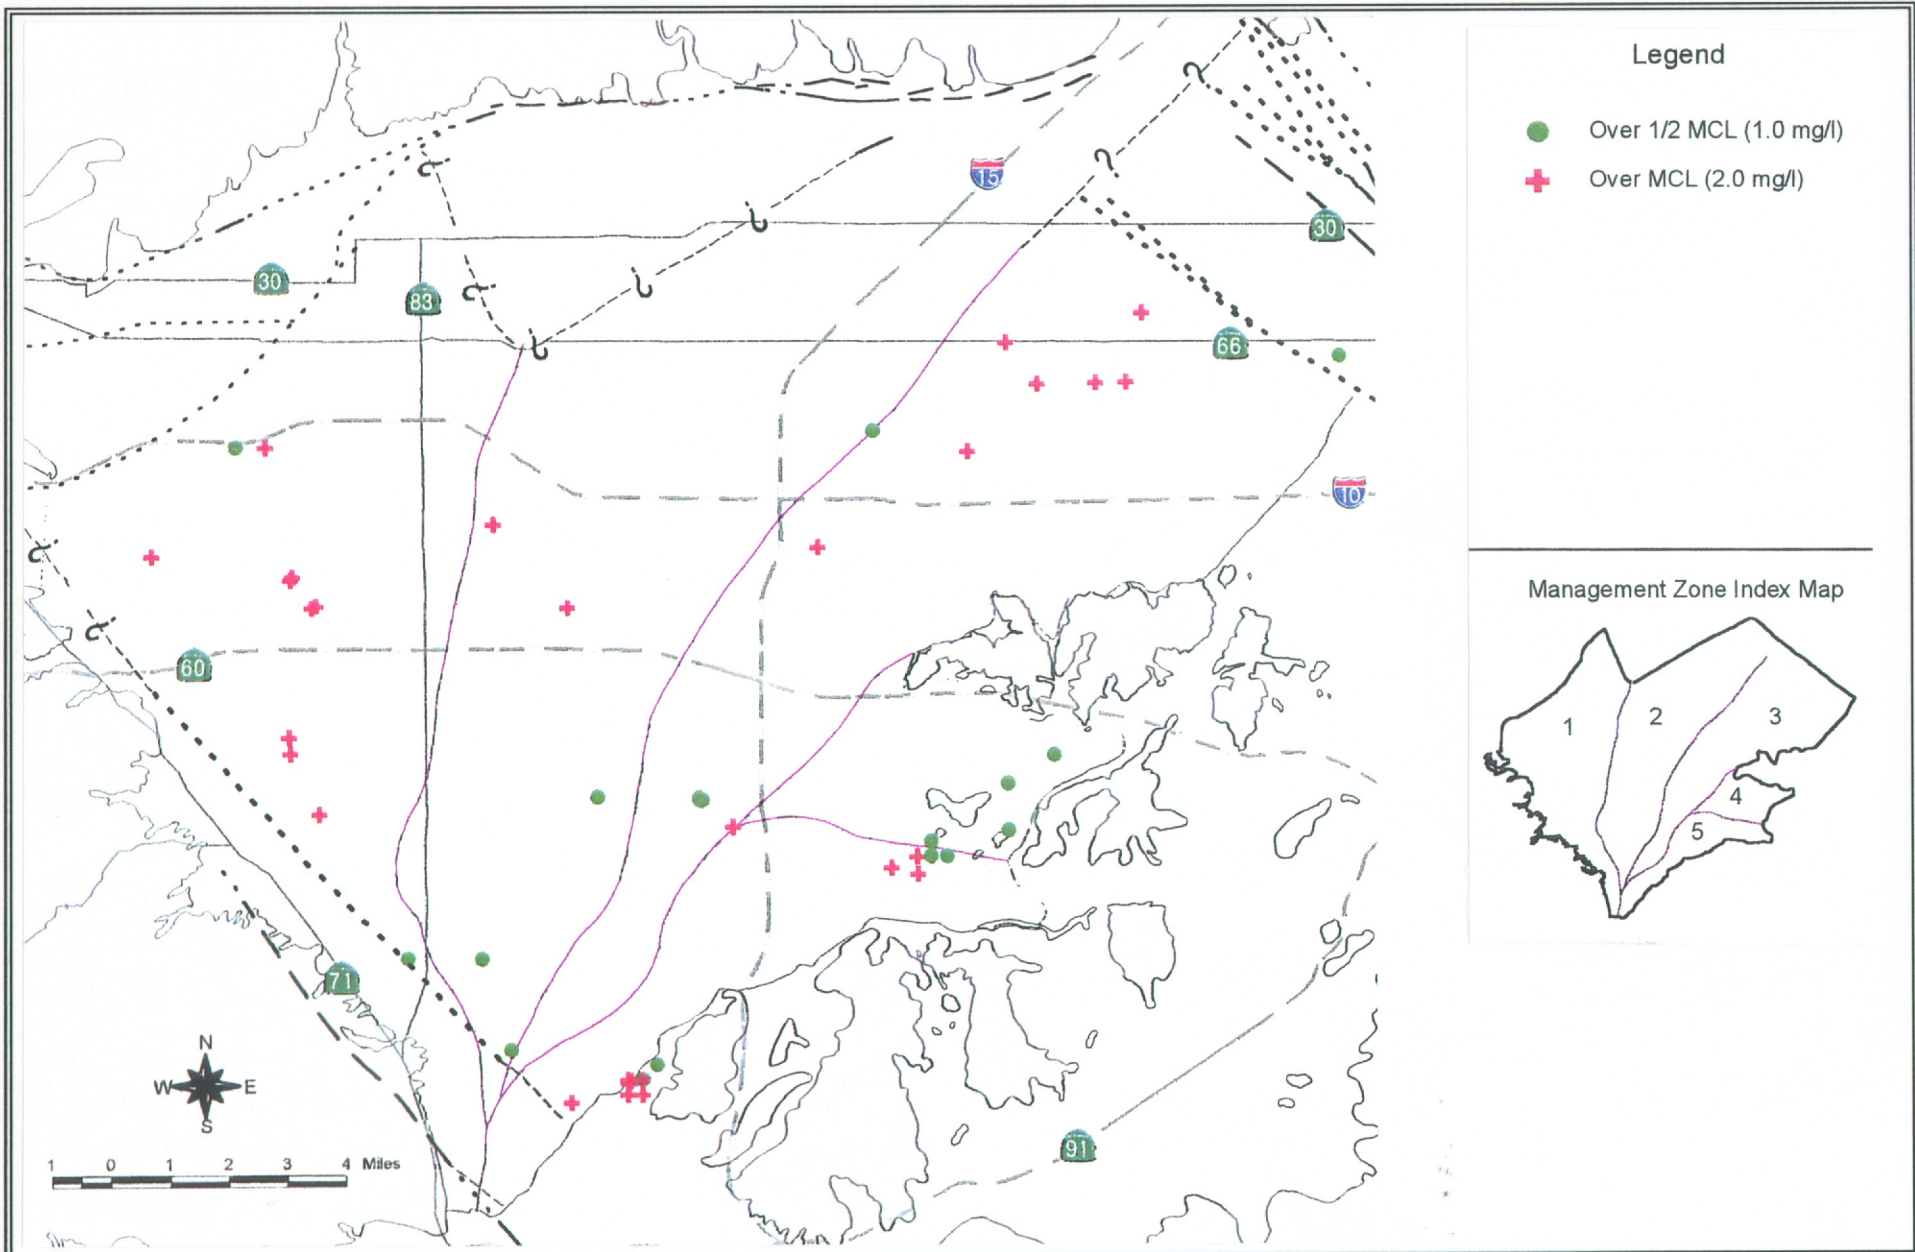 Legend
Over 1/2 MCL (1.0 mg/l)
Over MCL (2.0 mg/l)
15
30
30
83
66
10
60
71
91
?
?
?
?
?
?
?
?
?
N
W E
S
1 0 1 2 3 4 Miles
Management Zone Index Map
1
2
3
4
5